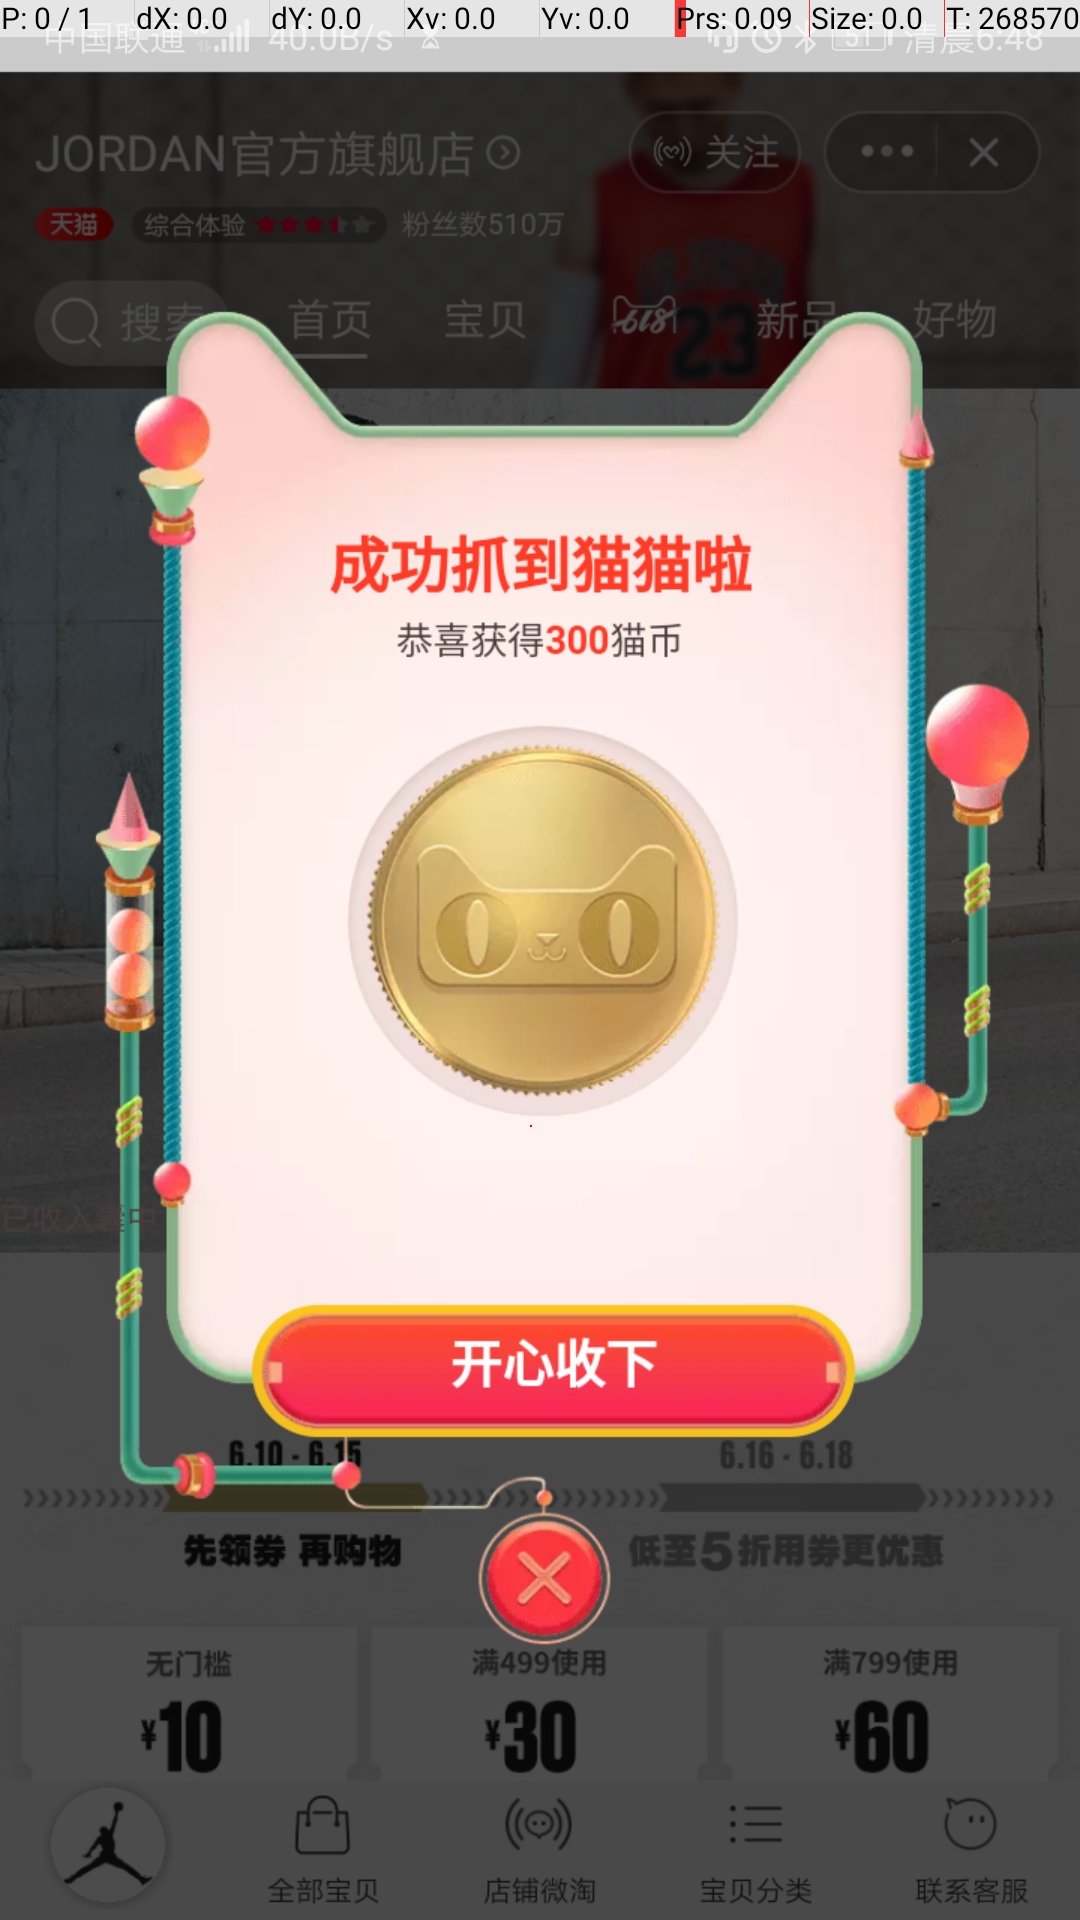 P: 0 / 1 dX: 0.0 dY: 0.0 Xv: 0.0 Yv: 0.0 Prs: 0.09 Size: 0.0 T: 268570
中国联通 40.0B/s 51 清晨6:48
JORDAN官方旗舰店 关注
天猫 综合体验 粉丝数510万
搜索 首页 宝贝 618 新品 好物
23
成功抓到猫猫啦
恭喜获得300猫币
已收入囊中
开心收下
6.10 - 6.15 6.16 - 6.18
先领券 再购物 低至5折用券更优惠
无门槛 满499使用 满799使用
¥10 ¥30 ¥60
全部宝贝 店铺微淘 宝贝分类 联系客服